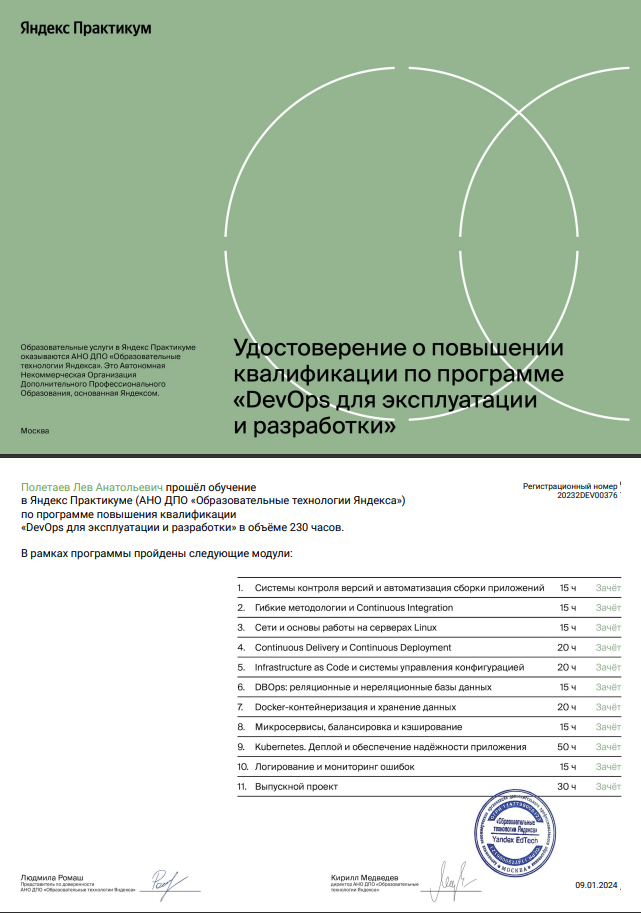 Яндекс Практикум
Образовательные услуги в Яндекс Практикуме
оказываются АНО ДПО «Образовательные
технологии Яндекса». Это Автономная
Некоммерческая Организация
Дополнительного Профессионального
Образования, основанная Яндексом.
Москва
Удостоверение о повышении
квалификации по программе
«DevOps для эксплуатации
и разработки»
Полетаев Лев Анатольевич прошёл обучение
в Яндекс Практикуме (АНО ДПО «Образовательные технологии Яндекса»)
по программе повышения квалификации
«DevOps для эксплуатации и разработки» в объёме 230 часов.
Регистрационный номер
20232DEV00376
В рамках программы пройдены следующие модули:
1. Системы контроля версий и автоматизация сборки приложений 15 ч Зачёт
2. Гибкие методологии и Continuous Integration 15 ч Зачёт
3. Сети и основы работы на серверах Linux 15 ч Зачёт
4. Continuous Delivery и Continuous Deployment 20 ч Зачёт
5. Infrastructure as Code и системы управления конфигурацией 20 ч Зачёт
6. DBOps: реляционные и нереляционные базы данных 15 ч Зачёт
7. Docker-контейнеризация и хранение данных 20 ч Зачёт
8. Микросервисы, балансировка и кэширование 15 ч Зачёт
9. Kubernetes. Деплой и обеспечение надёжности приложения 50 ч Зачёт
10. Логирование и мониторинг ошибок 15 ч Зачёт
11. Выпускной проект 30 ч Зачёт
«Образовательные
технологии Яндекса»
Yandex EdTech
МОСКВА
Людмила Ромаш
Представитель по доверенности
АНО ДПО «Образовательные технологии Яндекса»
Кирилл Медведев
директор АНО ДПО «Образовательные
технологии Яндекса»
09.01.2024